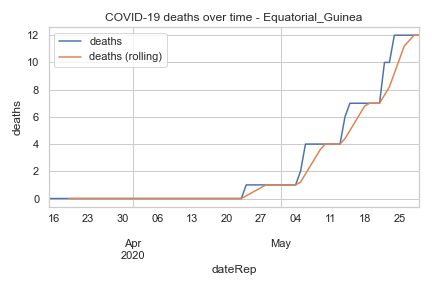 COVID-19 deaths over time - Equatorial_Guinea
deaths
deaths (rolling)
12
10
8
6
4
2
0
deaths
16 23 30 06 13 20 27 04 11 18 25
Apr May
2020
dateRep